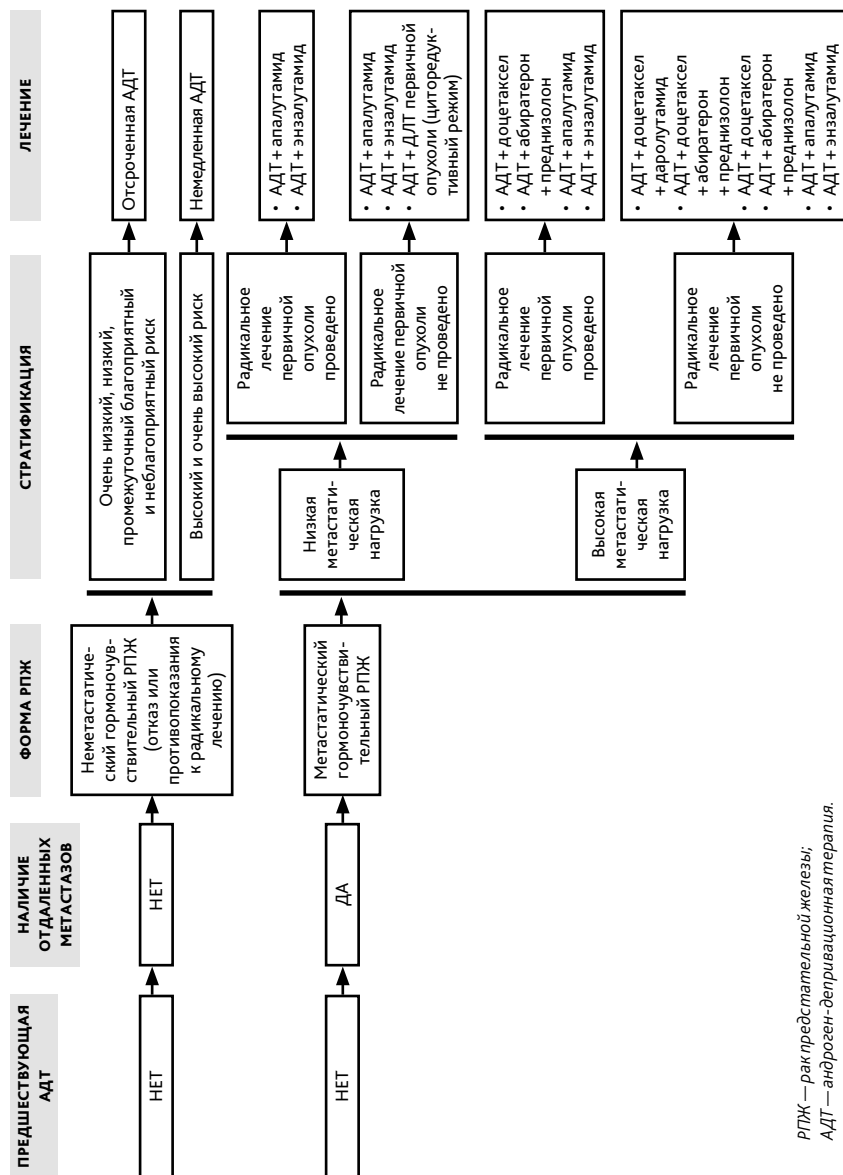 ПРЕДШЕСТВУЮЩАЯ
АДТ
НАЛИЧИЕ
ОТДАЛЕННЫХ
МЕТАСТАЗОВ
ФОРМА РПЖ
СТРАТИФИКАЦИЯ
ЛЕЧЕНИЕ
НЕТ
НЕТ
Неметастатиче-
ский гормоночув-
ствительный РПЖ
(отказ или
противопоказания
к радикальному
лечению)
Очень низкий, низкий,
промежуточный благоприятный
и неблагоприятный риск
Отсроченная АДТ
Высокий и очень высокий риск
Немедленная АДТ
НЕТ
ДА
Метастатический
гормоночувстви-
тельный РПЖ
Низкая
метастати-
ческая
нагрузка
Радикальное
лечение
первичной
опухоли
проведено
• АДТ + апалутамид
• АДТ + энзалутамид
Радикальное
лечение первичной
опухоли
не проведено
• АДТ + апалутамид
• АДТ + энзалутамид
• АДТ + ДЛТ первичной
опухоли (циторедук-
тивный режим)
Высокая
метастати-
ческая
нагрузка
Радикальное
лечение
первичной
опухоли
проведено
• АДТ + доцетаксел
• АДТ + абиратерон
+ преднизолон
• АДТ + апалутамид
• АДТ + энзалутамид
Радикальное
лечение
первичной
опухоли
не проведено
• АДТ + доцетаксел
+ даролутамид
• АДТ + доцетаксел
+ абиратерон
+ преднизолон
• АДТ + доцетаксел
• АДТ + абиратерон
+ преднизолон
• АДТ + апалутамид
• АДТ + энзалутамид
РПЖ — рак предстательной железы;
АДТ — андроген-депривационная терапия.